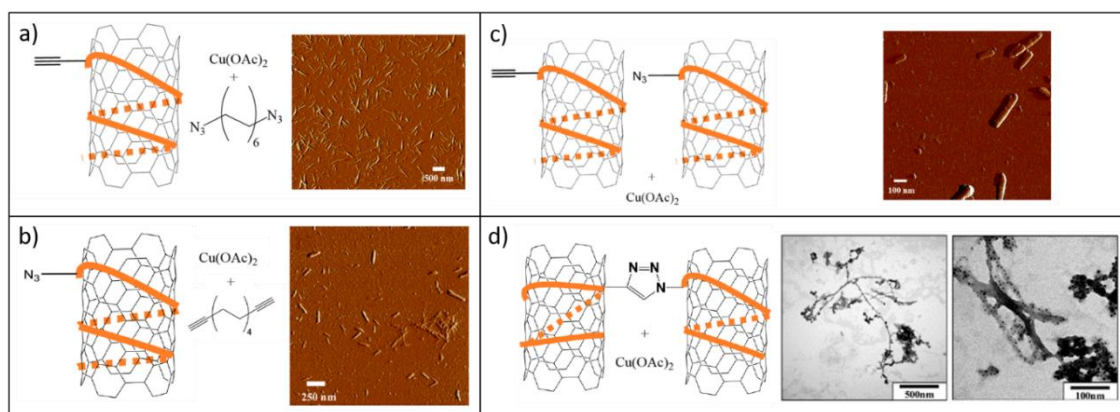 a)
Cu(OAc)2
+
N3
N3
6
500 nm
b)
N3
Cu(OAc)2
+
4
250 nm
c)
N3
+
Cu(OAc)2
100 nm
d)
N
N
N
+
Cu(OAc)2
500nm
100nm